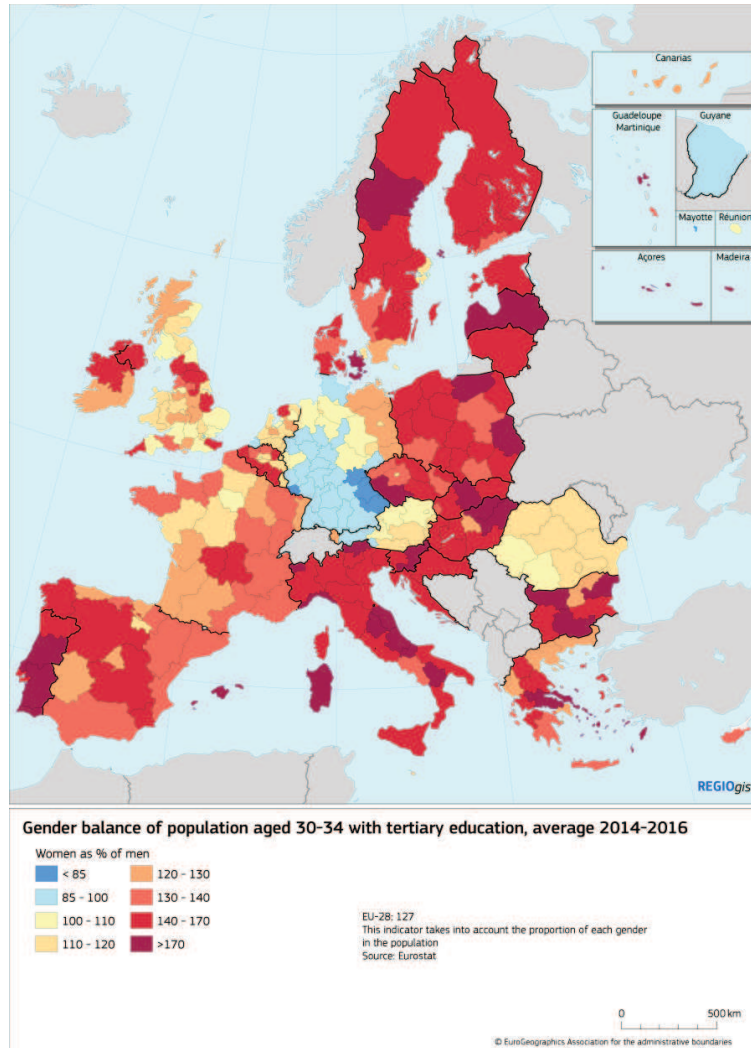 Canarias
Guadeloupe
Martinique
Guyane
Mayotte
Réunion
Açores
Madeira
REGIOgis
Gender balance of population aged 30-34 with tertiary education, average 2014-2016
Women as % of men
< 85
85 - 100
100 - 110
110 - 120
120 - 130
130 - 140
140 - 170
>170
EU-28: 127
This indicator takes into account the proportion of each gender
in the population
Source: Eurostat
0 500 km
© EuroGeographics Association for the administrative boundaries